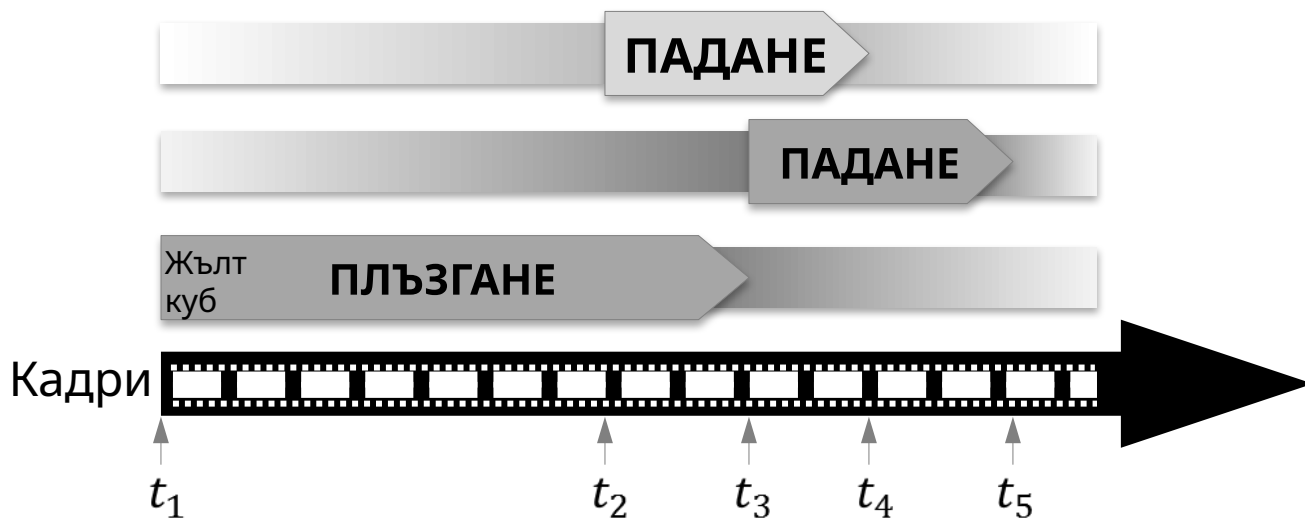 ПАДАНЕ
ПАДАНЕ
Жълт
куб
ПЛЪЗГАНЕ
Кадри
t₁ t₂ t₃ t₄ t₅